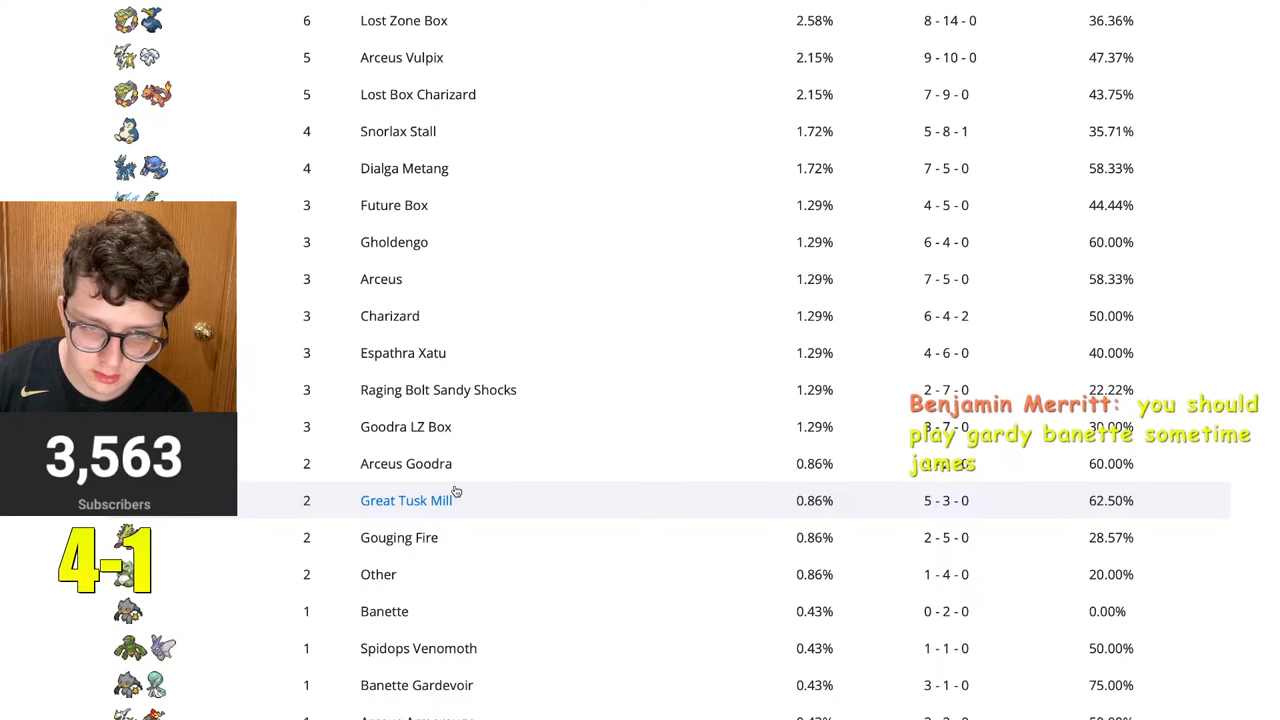 6 Lost Zone Box 2.58% 8 - 14 - 0 36.36%
5 Arceus Vulpix 2.15% 9 - 10 - 0 47.37%
5 Lost Box Charizard 2.15% 7 - 9 - 0 43.75%
4 Snorlax Stall 1.72% 5 - 8 - 1 35.71%
4 Dialga Metang 1.72% 7 - 5 - 0 58.33%
3 Future Box 1.29% 4 - 5 - 0 44.44%
3 Gholdengo 1.29% 6 - 4 - 0 60.00%
3 Arceus 1.29% 7 - 5 - 0 58.33%
3 Charizard 1.29% 6 - 4 - 2 50.00%
3 Espathra Xatu 1.29% 4 - 6 - 0 40.00%
3 Raging Bolt Sandy Shocks 1.29% 2 - 7 - 0 22.22%
Benjamin Merritt: you should
play gardy banette sometime
james
3 Goodra LZ Box 1.29% 3 - 7 - 0 30.00%
2 Arceus Goodra 0.86% 60.00%
2 Great Tusk Mill 0.86% 5 - 3 - 0 62.50%
2 Gouging Fire 0.86% 2 - 5 - 0 28.57%
2 Other 0.86% 1 - 4 - 0 20.00%
1 Banette 0.43% 0 - 2 - 0 0.00%
1 Spidops Venomoth 0.43% 1 - 1 - 0 50.00%
1 Banette Gardevoir 0.43% 3 - 1 - 0 75.00%
3,563
Subscribers
4-1